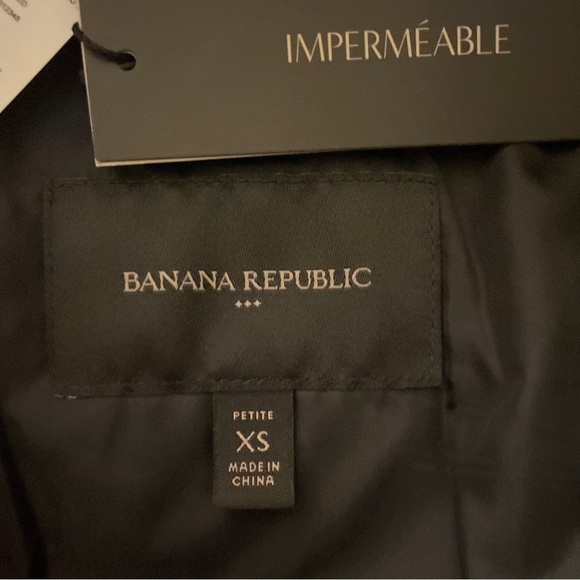 IMPERMÉABLE
BANANA REPUBLIC
PETITE
XS
MADE IN
CHINA